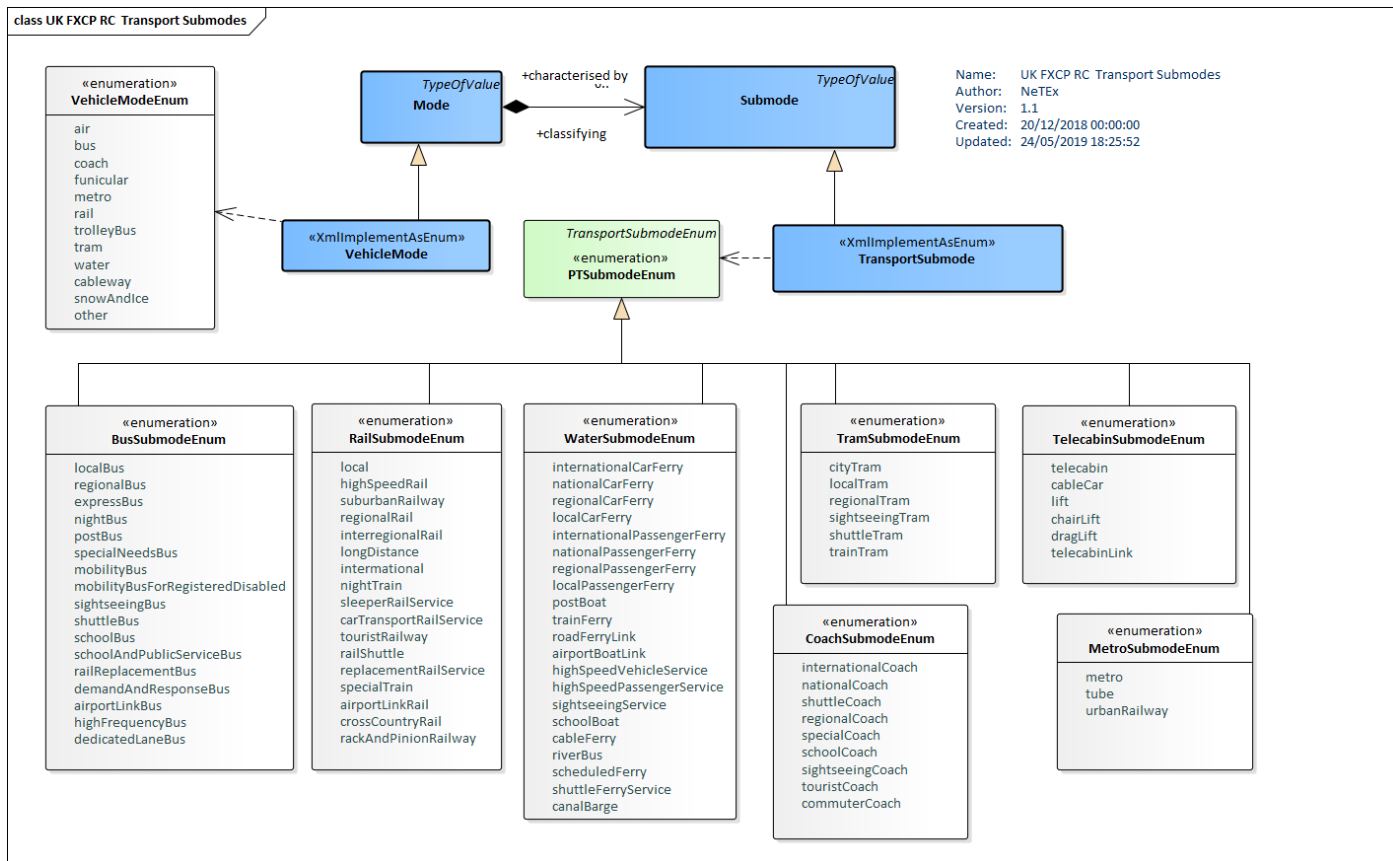 class UK FXCP RC Transport Submodes
«enumeration»
VehicleModeEnum
air
bus
coach
funicular
metro
rail
trolleyBus
tram
water
cableway
snowAndIce
other
TypeOfValue
Mode
+characterised by
+classifying
TypeOfValue
Submode
Name: UK FXCP RC Transport Submodes
Author: NeTEx
Version: 1.1
Created: 20/12/2018 00:00:00
Updated: 24/05/2019 18:25:52
«XmlImplementAsEnum»
VehicleMode
TransportSubmodeEnum
«enumeration»
PTSubmodeEnum
«XmlImplementAsEnum»
TransportSubmode
«enumeration»
BusSubmodeEnum
localBus
regionalBus
expressBus
nightBus
postBus
specialNeedsBus
mobilityBus
mobilityBusForRegisteredDisabled
sightseeingBus
shuttleBus
schoolBus
schoolAndPublicServiceBus
railReplacementBus
demandAndResponseBus
airportLinkBus
highFrequencyBus
dedicatedLaneBus
«enumeration»
RailSubmodeEnum
local
highSpeedRail
suburbanRailway
regionalRail
interregionalRail
longDistance
intermational
nightTrain
sleeperRailService
carTransportRailService
touristRailway
railShuttle
replacementRailService
specialTrain
airportLinkRail
crossCountryRail
rackAndPinionRailway
«enumeration»
WaterSubmodeEnum
internationalCarFerry
nationalCarFerry
regionalCarFerry
localCarFerry
internationalPassengerFerry
nationalPassengerFerry
regionalPassengerFerry
localPassengerFerry
postBoat
trainFerry
roadFerryLink
airportBoatLink
highSpeedVehicleService
highSpeedPassengerService
sightseeingService
schoolBoat
cableFerry
riverBus
scheduledFerry
shuttleFerryService
canalBarge
«enumeration»
TramSubmodeEnum
cityTram
localTram
regionalTram
sightseeingTram
shuttleTram
trainTram
«enumeration»
TelecabinSubmodeEnum
telecabin
cableCar
lift
chairLift
dragLift
telecabinLink
«enumeration»
CoachSubmodeEnum
internationalCoach
nationalCoach
shuttleCoach
regionalCoach
specialCoach
schoolCoach
sightseeingCoach
touristCoach
commuterCoach
«enumeration»
MetroSubmodeEnum
metro
tube
urbanRailway